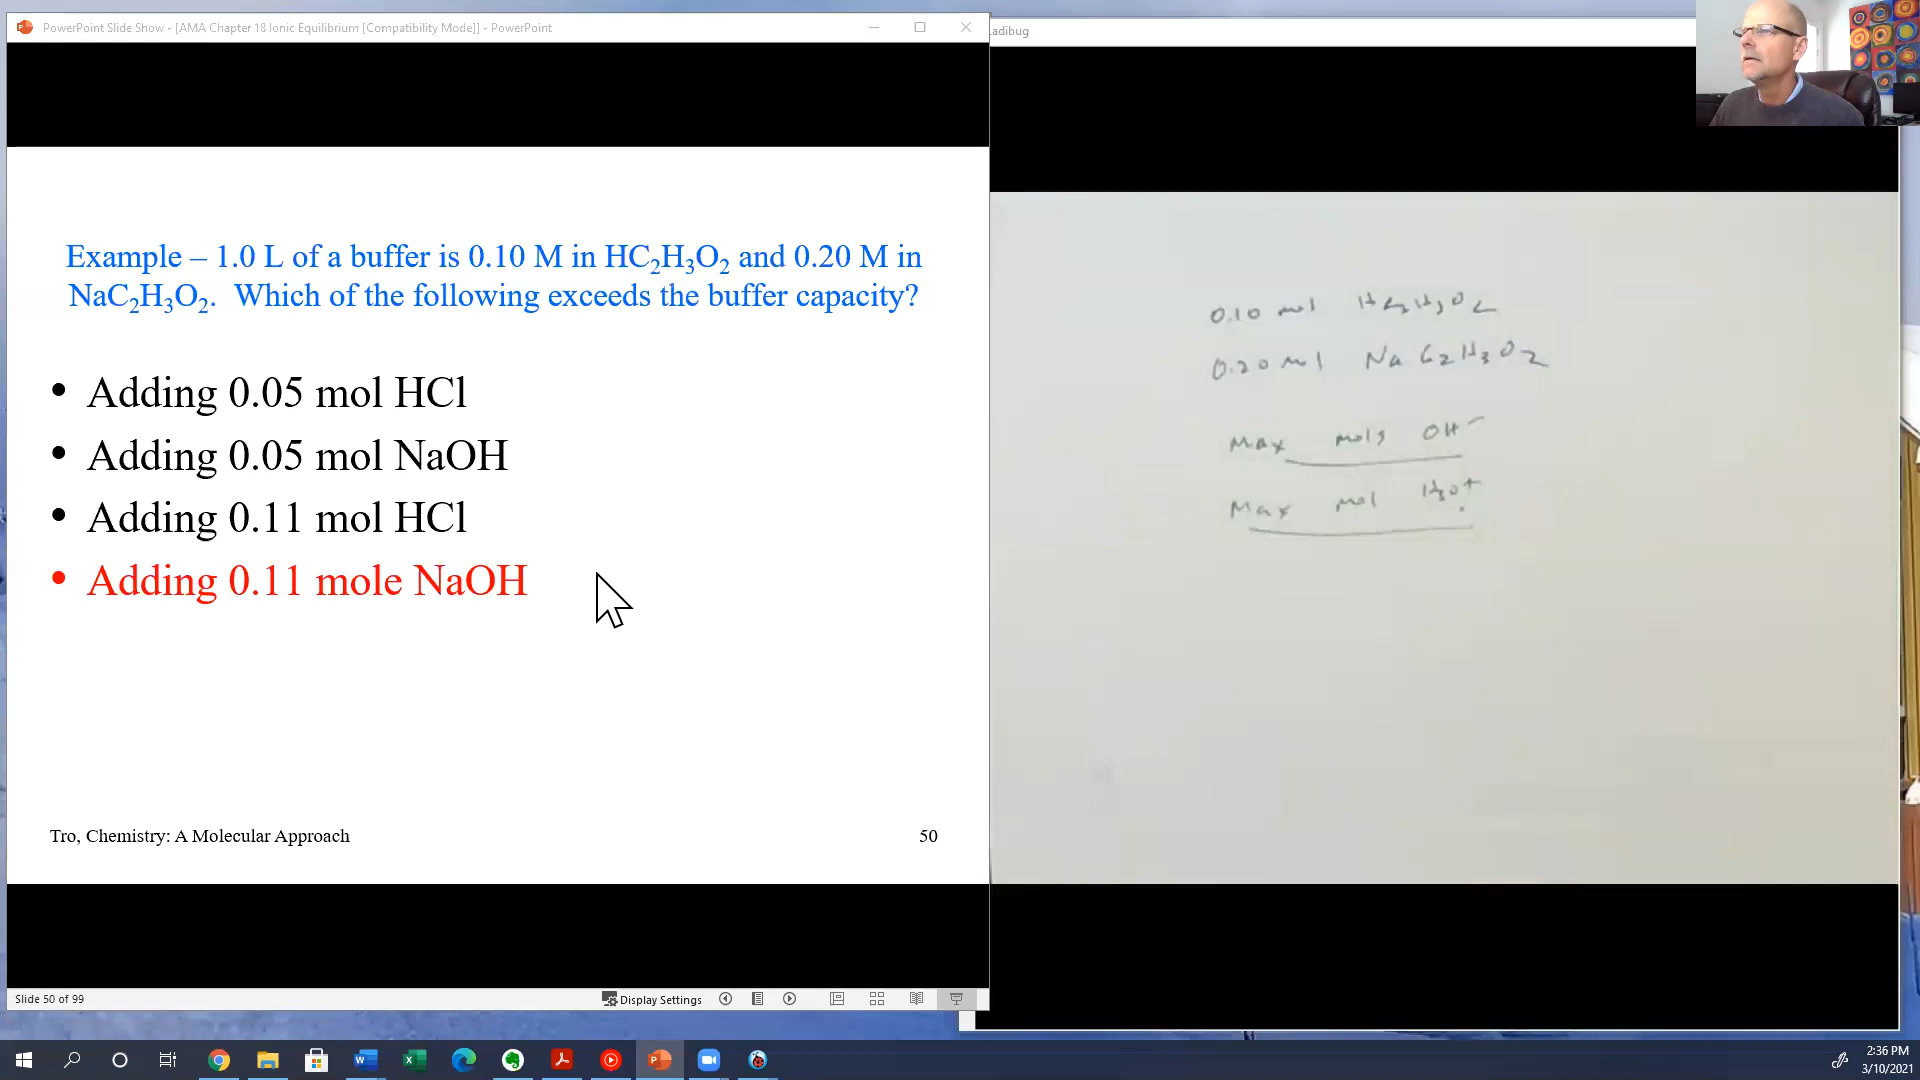 PowerPoint Slide Show - [AMA Chapter 18 Ionic Equilibrium [Compatibility Mode]] - PowerPoint
Ladibug
Example – 1.0 L of a buffer is 0.10 M in HC₂H₃O₂ and 0.20 M in
NaC₂H₃O₂. Which of the following exceeds the buffer capacity?
• Adding 0.05 mol HCl
• Adding 0.05 mol NaOH
• Adding 0.11 mol HCl
• Adding 0.11 mole NaOH
Tro, Chemistry: A Molecular Approach
50
0.10 mol HC₂H₃O₂
0.20 mol NaC₂H₃O₂
Max mols OH⁻
Max mol H₃O⁺
Slide 50 of 99
Display Settings
2:36 PM
3/10/2021